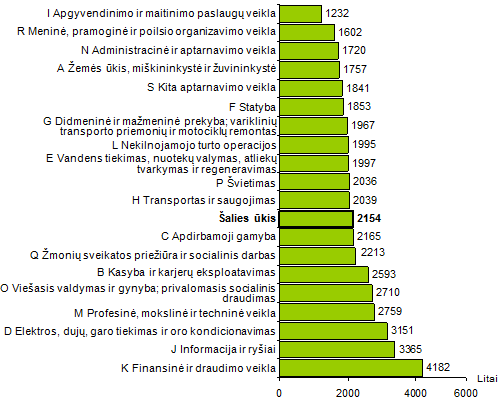 I Apgyvendinimo ir maitinimo paslaugų veikla 1232
R Meninė, pramoginė ir poilsio organizavimo veikla 1602
N Administracinė ir aptarnavimo veikla 1720
A Žemės ūkis, miškininkystė ir žuvininkystė 1757
S Kita aptarnavimo veikla 1841
F Statyba 1853
G Didmeninė ir mažmeninė prekyba; variklinių
transporto priemonių ir motociklų remontas 1967
L Nekilnojamojo turto operacijos 1995
E Vandens tiekimas, nuotekų valymas, atliekų
tvarkymas ir regeneravimas 1997
P Švietimas 2036
H Transportas ir saugojimas 2039
Šalies ūkis 2154
C Apdirbamoji gamyba 2165
Q Žmonių sveikatos priežiūra ir socialinis darbas 2213
B Kasyba ir karjerų eksploatavimas 2593
O Viešasis valdymas ir gynyba; privalomasis socialinis
draudimas 2710
M Profesinė, mokslinė ir techninė veikla 2759
D Elektros, dujų, garo tiekimas ir oro kondicionavimas 3151
J Informacija ir ryšiai 3365
K Finansinė ir draudimo veikla 4182
0 2000 4000 6000
Litai